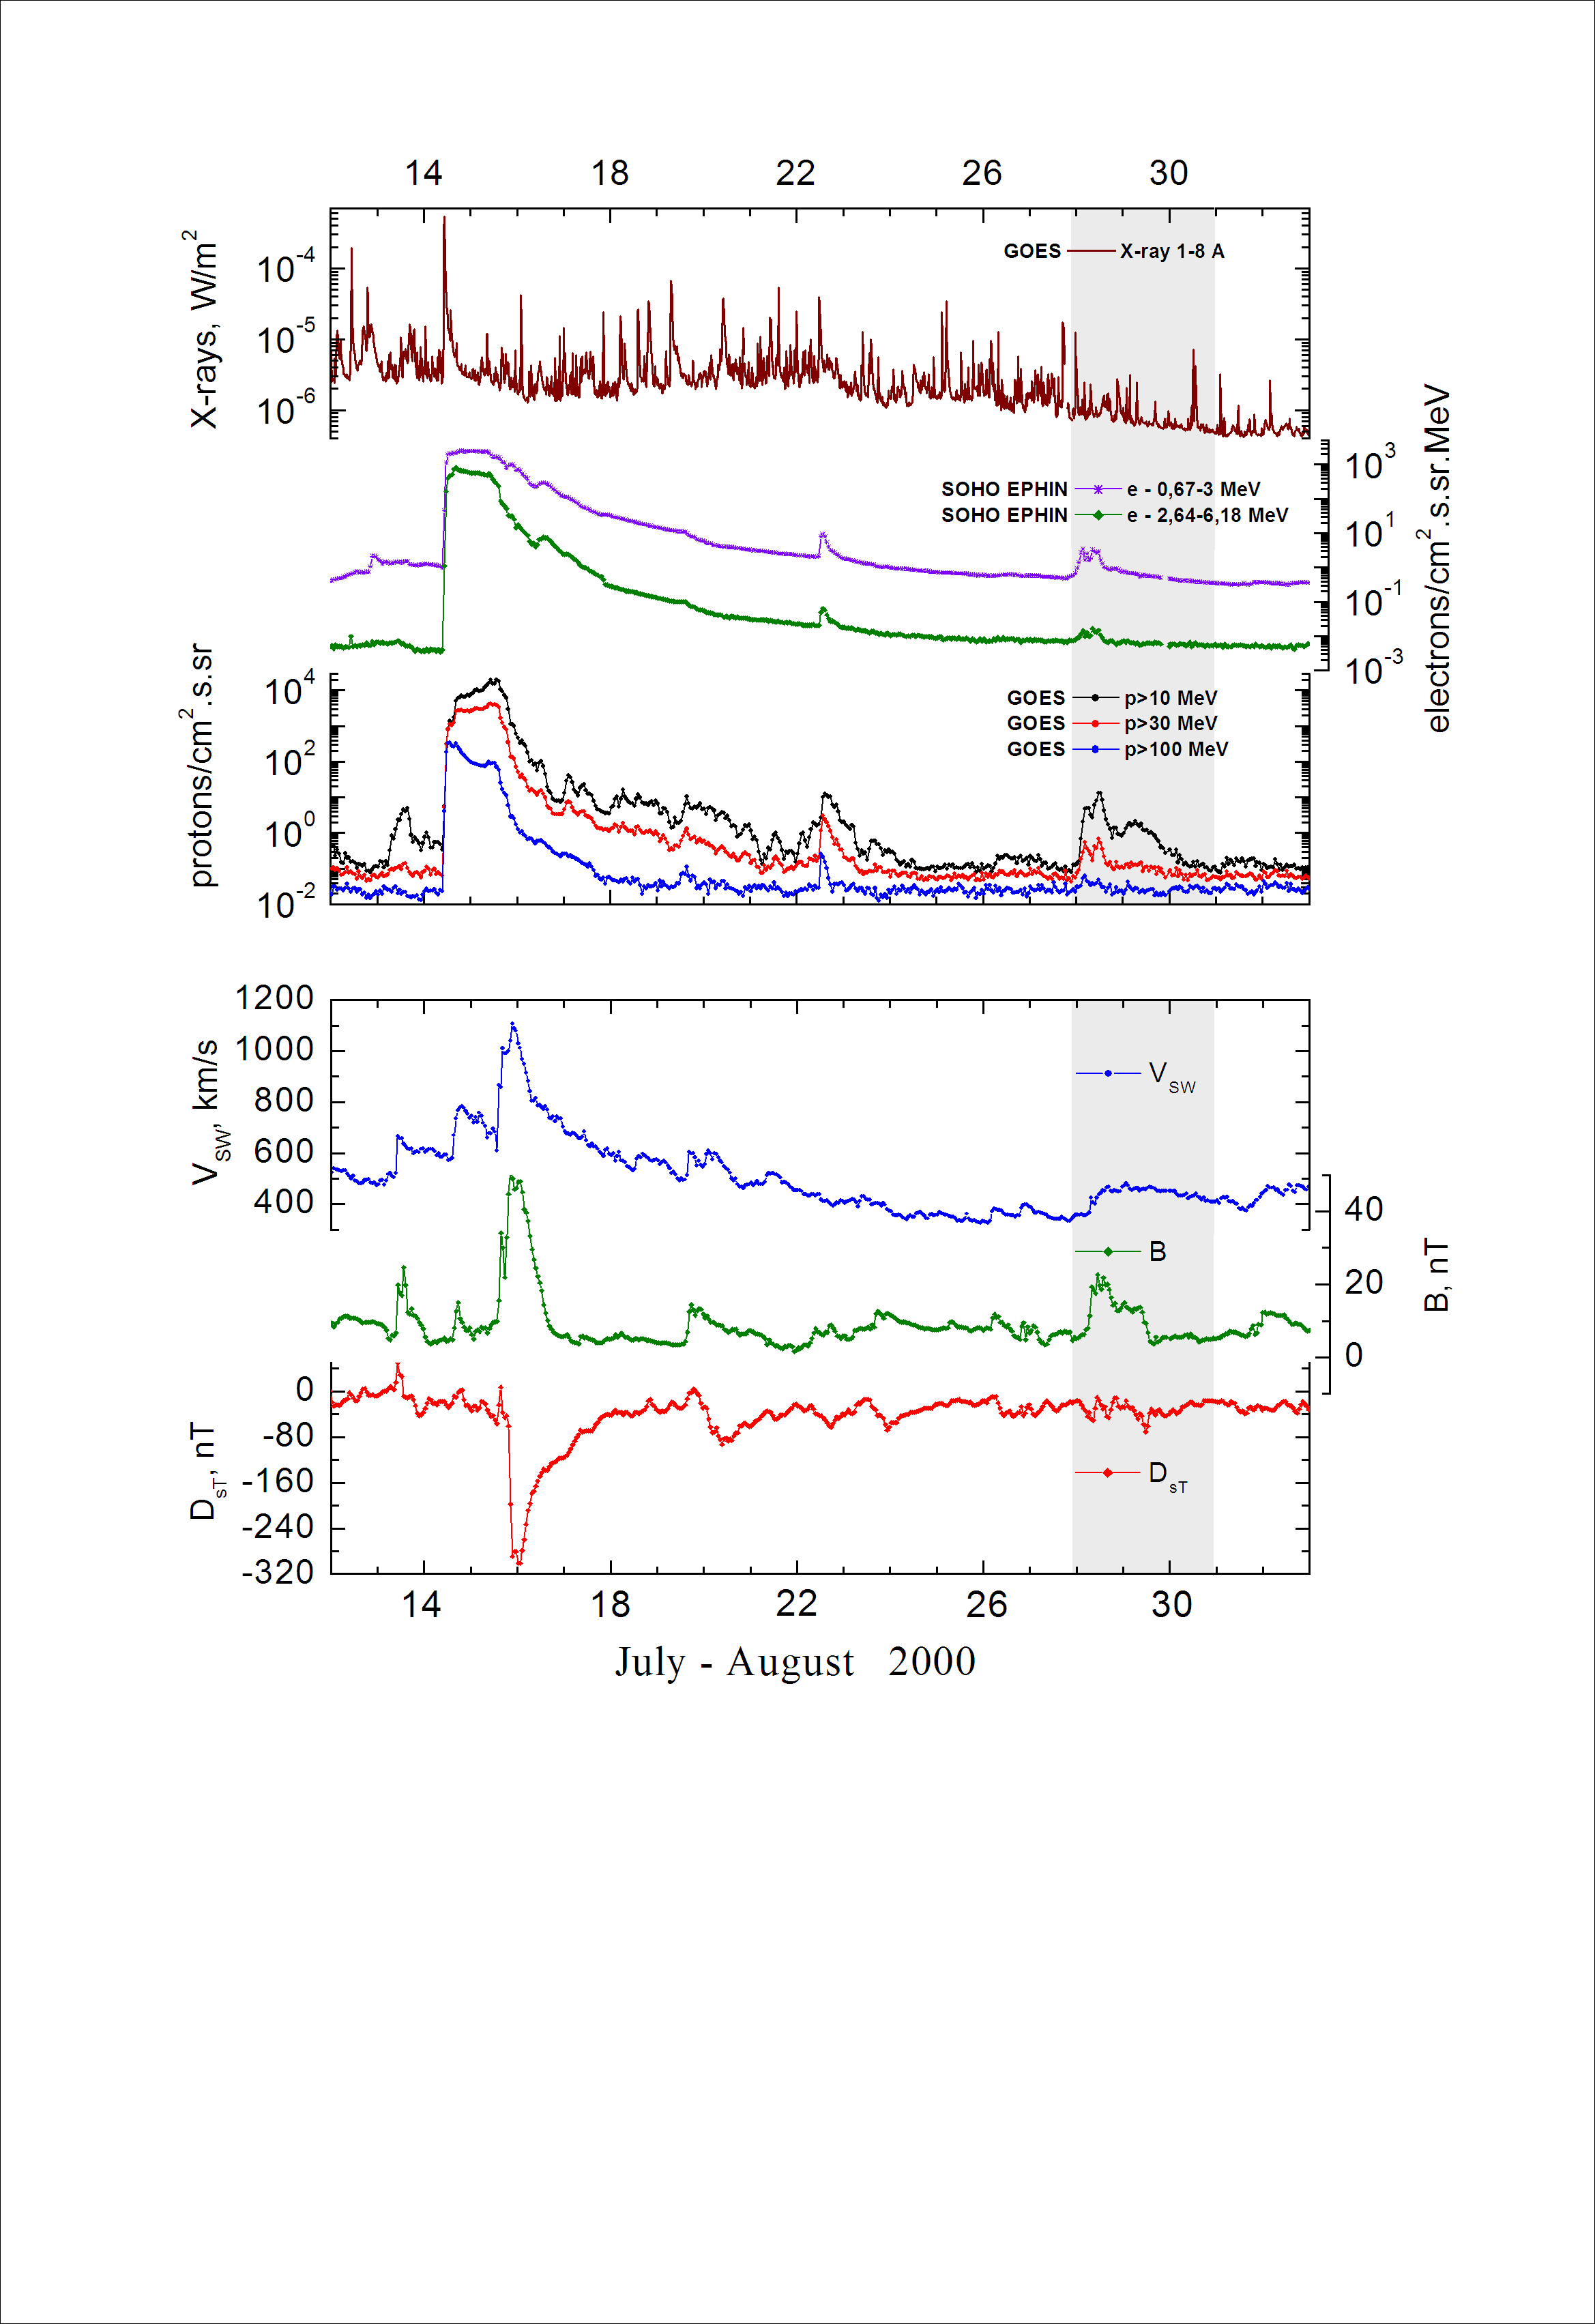 14 18 22 26 30
X-rays, W/m2
10-4
10-5
10-6
GOES X-ray 1-8 A
electrons/cm2.s.sr.MeV
103
101
10-1
10-3
SOHO EPHIN e - 0,67-3 MeV
SOHO EPHIN e - 2,64-6,18 MeV
protons/cm2.s.sr
104
102
100
10-2
GOES p>10 MeV
GOES p>30 MeV
GOES p>100 MeV
VSW, km/s
1200
1000
800
600
400
VSW
B, nT
40
20
0
B
DsT, nT
0
-80
-160
-240
-320
DsT
14 18 22 26 30
July - August 2000